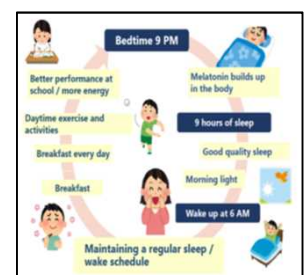 Bedtime 9 PM
Better performance at
school / more energy
Melatonin builds up
in the body
Daytime exercise and
activities
9 hours of sleep
Breakfast every day
Good quality sleep
Breakfast
Morning light
Wake up at 6 AM
Maintaining a regular sleep /
wake schedule